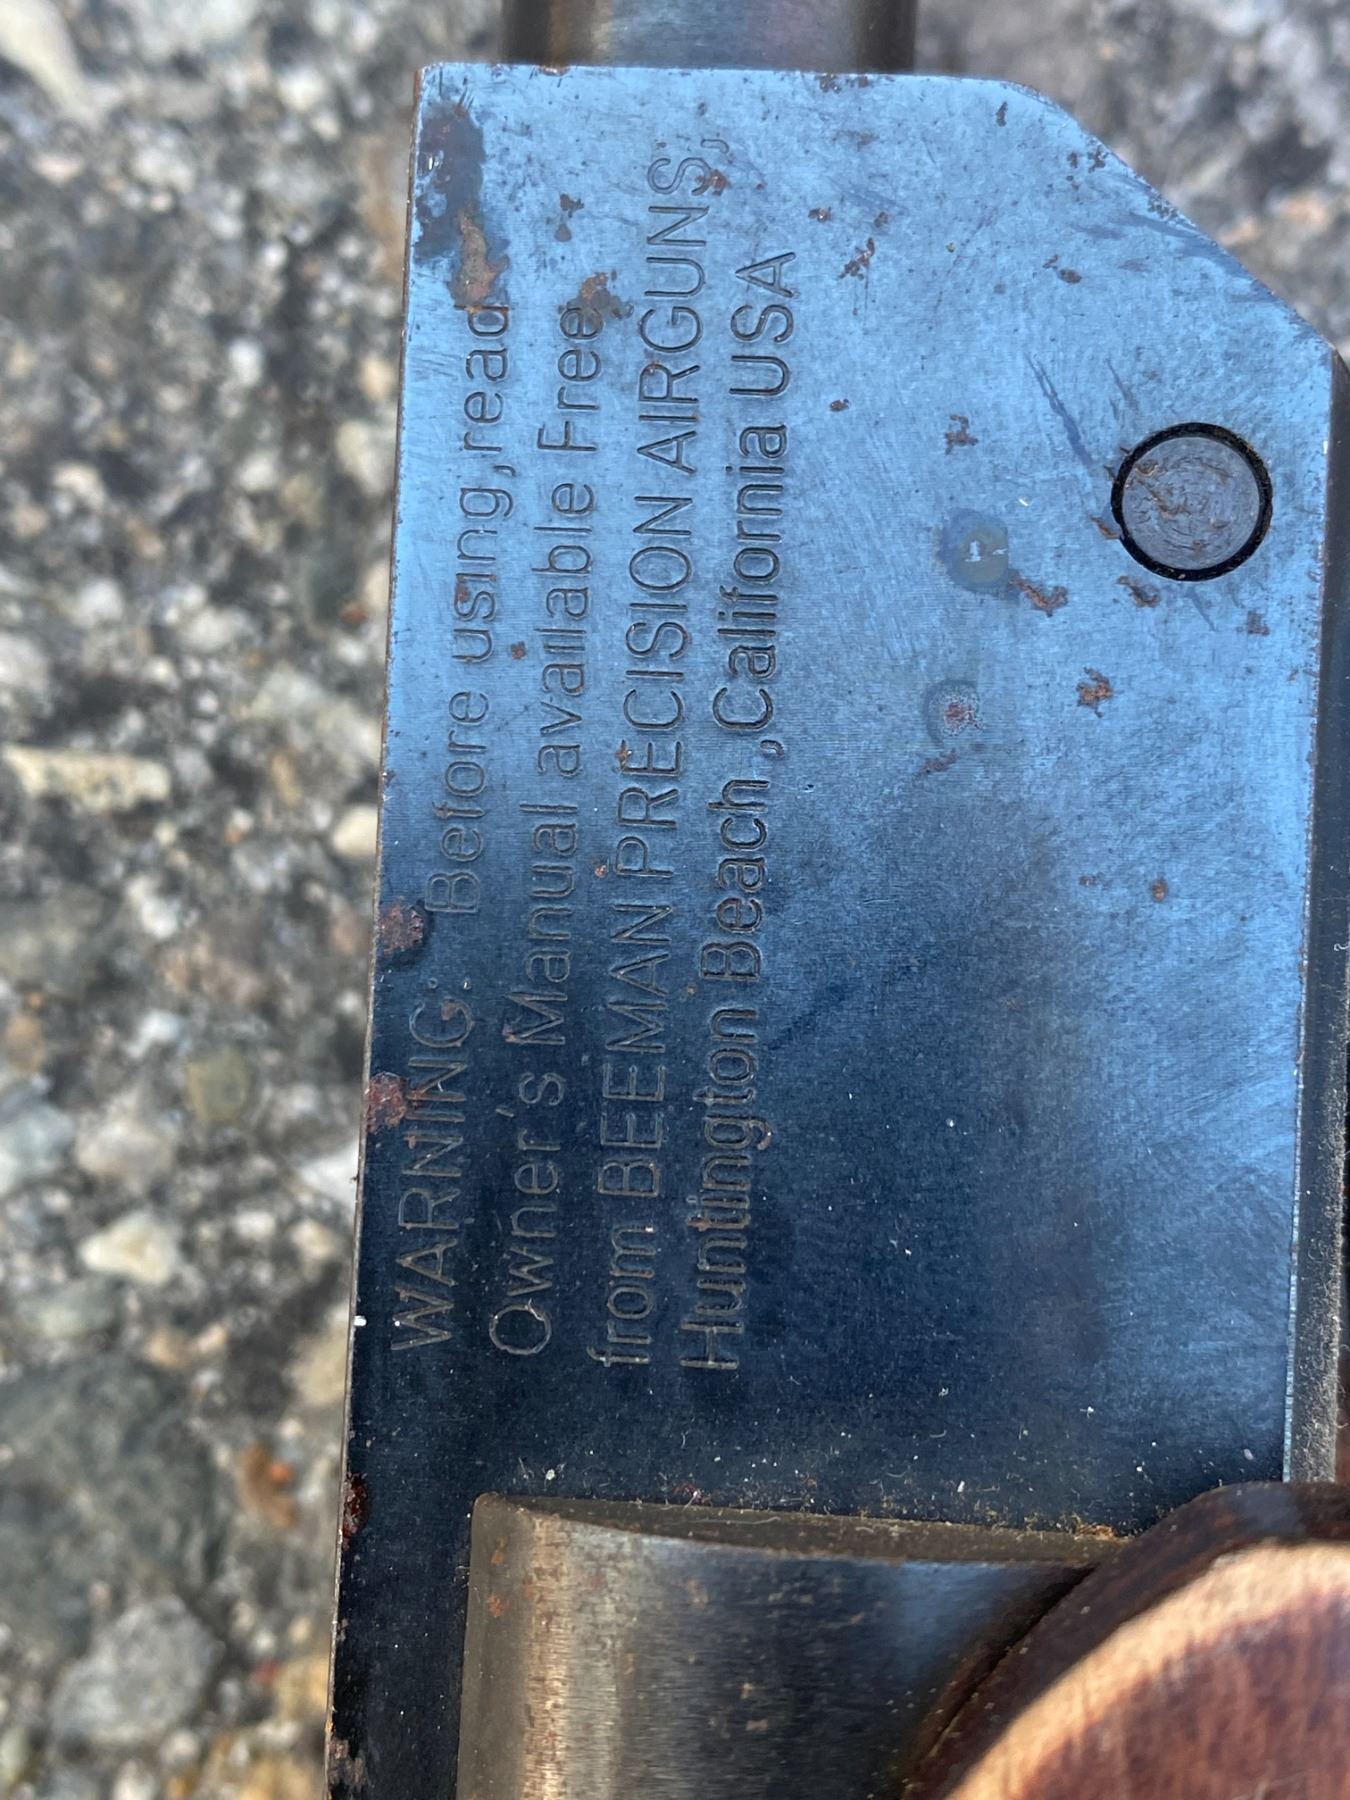 WARNING: Before using,read
Owner's Manual available Free
from BEEMAN PRECISION AIRGUNS,
Huntington Beach,California USA